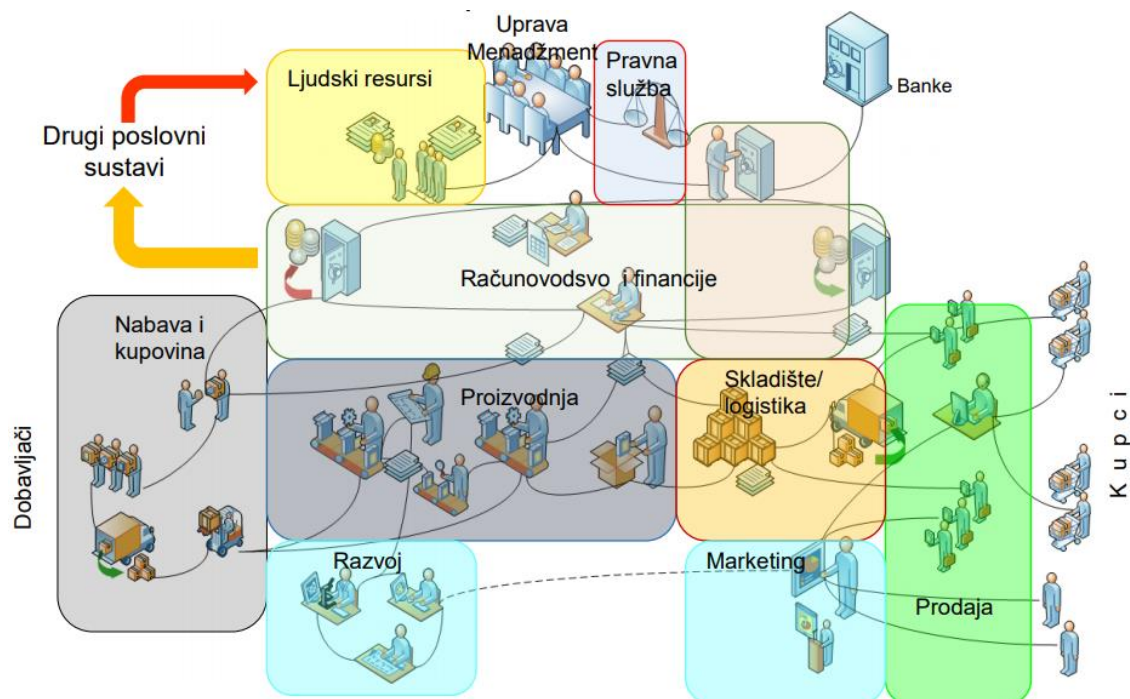 Uprava
Menadžment
Ljudski resursi
Pravna
služba
Banke
Drugi poslovni
sustavi
Računovodsvo i financije
Nabava i
kupovina
Proizvodnja
Skladište/
logistika
Dobavljači
Kupci
Razvoj
Marketing
Prodaja